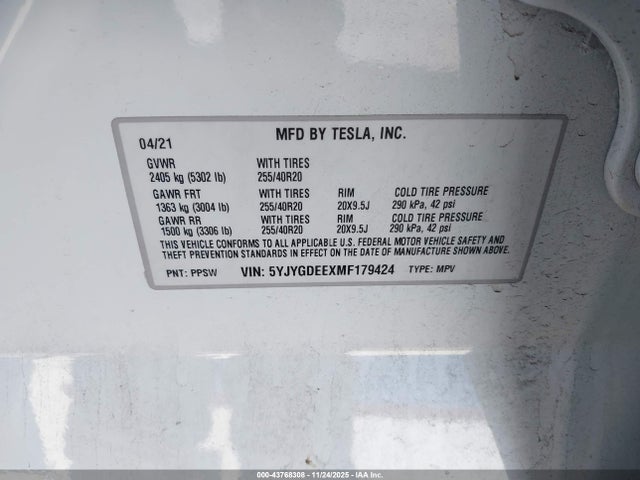 04/21 MFD BY TESLA, INC.
GVWR WITH TIRES
2405 kg (5302 lb) 255/40R20
GAWR FRT WITH TIRES RIM COLD TIRE PRESSURE
1363 kg (3004 lb) 255/40R20 20X9.5J 290 kPa, 42 psi
GAWR RR WITH TIRES RIM COLD TIRE PRESSURE
1500 kg (3306 lb) 255/40R20 20X9.5J 290 kPa, 42 psi
THIS VEHICLE CONFORMS TO ALL APPLICABLE U.S. FEDERAL MOTOR VEHICLE SAFETY AND
THEFT PREVENTION STANDARDS IN EFFECT ON THE DATE OF MANUFACTURE SHOWN ABOVE.
PNT: PPSW VIN: 5YJYGDEEXMF179424 TYPE: MPV
000-43768308 - 11/24/2025 - IAAC